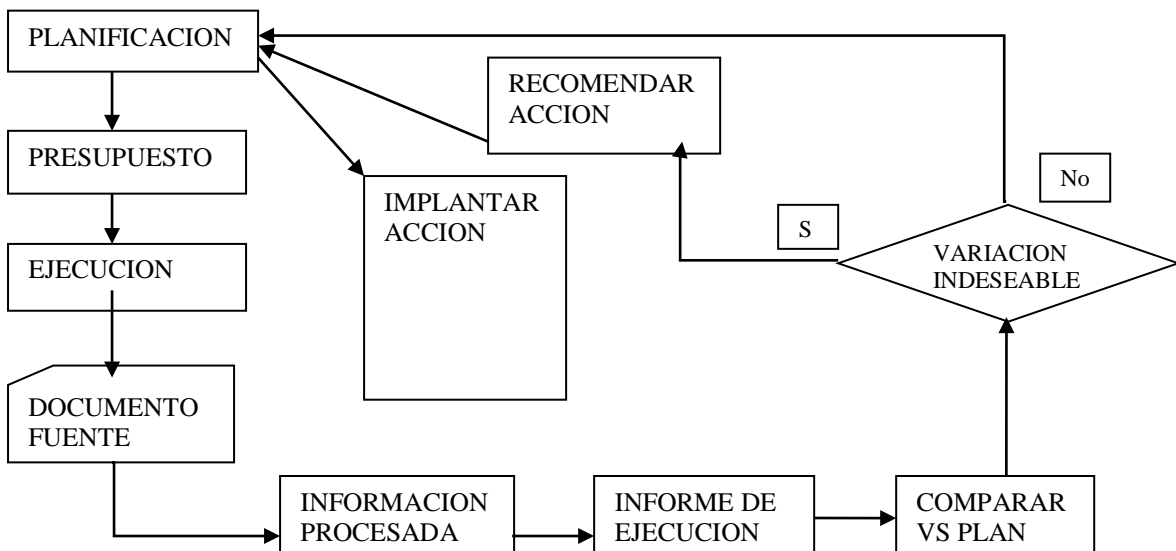 PLANIFICACION
RECOMENDAR
ACCION
PRESUPUESTO
No
IMPLANTAR
ACCION
S
EJECUCION
VARIACION
INDESEABLE
DOCUMENTO
FUENTE
INFORMACION
PROCESADA
INFORME DE
EJECUCION
COMPARAR
VS PLAN